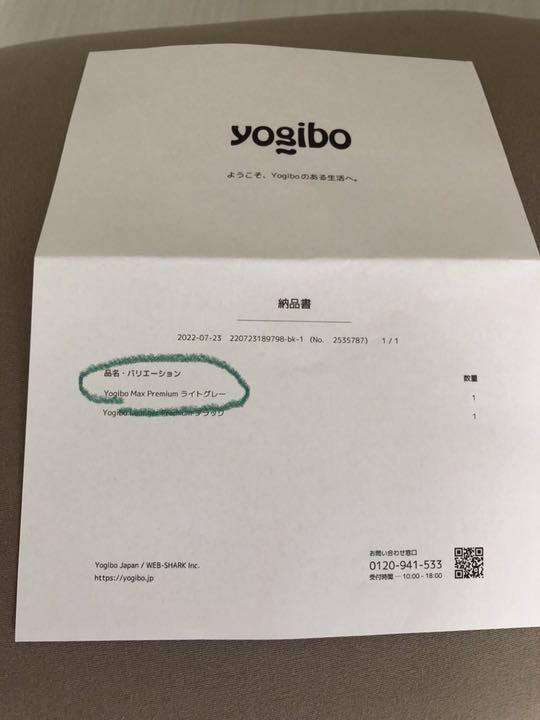 yogibo
ようこそ、Yogiboのある生活へ。
納品書
2022-07-23 220723189798-bk-1 (No. 2535787) 1 / 1
品名・バリエーション 数量
Yogibo Max Premium ライトグレー 1
Yogibo Premium 1
お問い合わせ窓口
0120-941-533
受付時間 ― 10:00 - 18:00
Yogibo Japan / WEB-SHARK Inc.
https://yogibo.jp